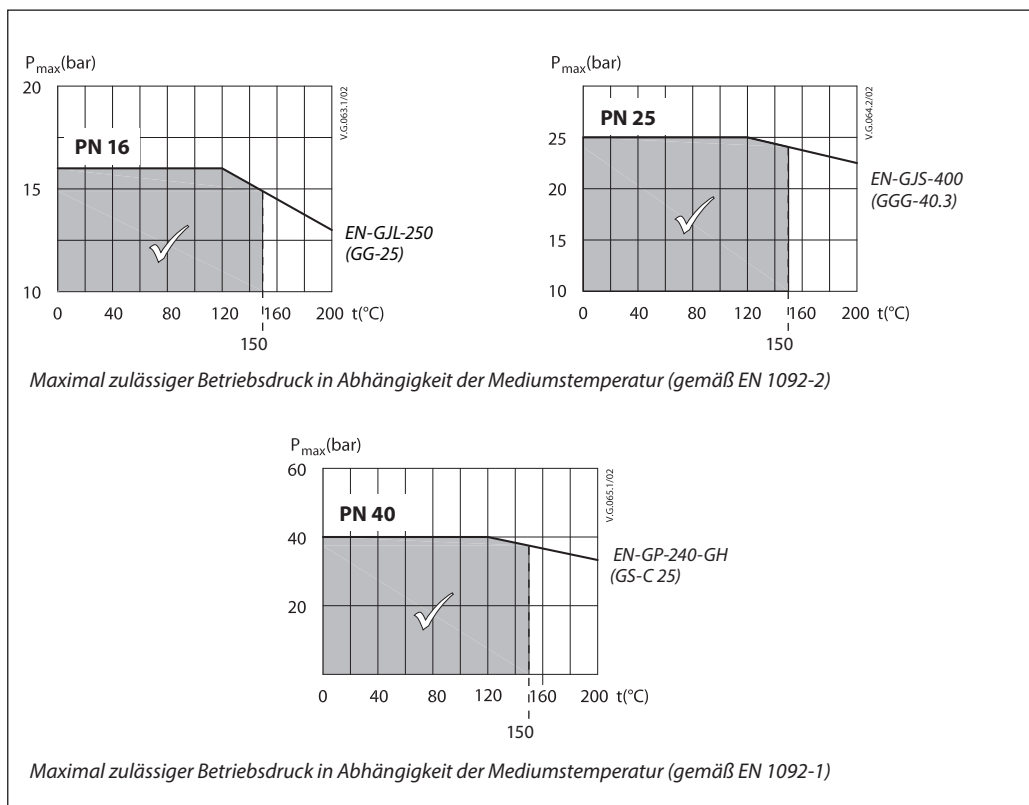 P_max(bar)
20
15
10
PN 16
V.G.063.1/02
EN-GJL-250
(GG-25)
0 40 80 120 160 200 t(°C)
150
P_max(bar)
25
20
15
10
PN 25
V.G.064.2/02
EN-GJS-400
(GGG-40.3)
0 40 80 120 160 200 t(°C)
150
Maximal zulässiger Betriebsdruck in Abhängigkeit der Mediumstemperatur (gemäß EN 1092-2)
P_max(bar)
60
40
20
PN 40
V.G.065.1/02
EN-GP-240-GH
(GS-C 25)
0 40 80 120 160 200 t(°C)
150
Maximal zulässiger Betriebsdruck in Abhängigkeit der Mediumstemperatur (gemäß EN 1092-1)